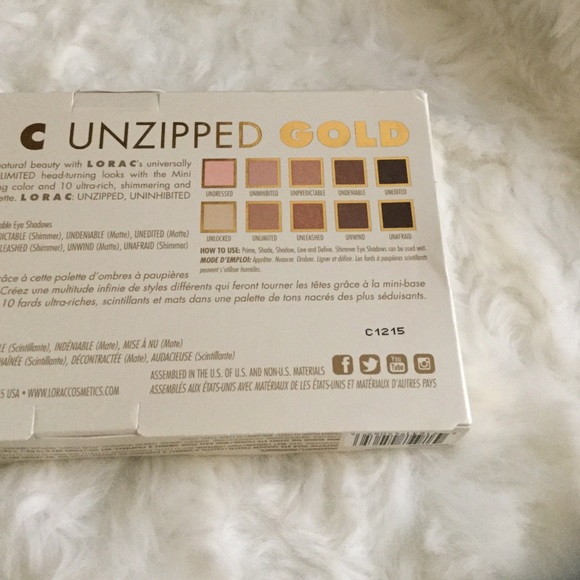 C UNZIPPED GOLD
natural beauty with LORAC's universally
LIMITED head-turning looks with the Mini
ng color and 10 ultra-rich, shimmering and
ette. LORAC: UNZIPPED, UNINHIBITED
UNDRESSED UNINHIBITED UNPREDICTABLE UNDENIABLE UNEDITED
UNLOCKED UNLIMITED UNLEASHED UNWIND UNAFRAID
able Eye Shadows
DICTABLE (Shimmer), UNDENIABLE (Matte), UNEDITED (Matte)
LEASHED (Shimmer), UNWIND (Matte), UNAFRAID (Shimmer)
HOW TO USE: Prime, Shade, Shadow, Line and Define. Shimmer Eye Shadows can be used wet.
MODE D'EMPLOI: Apprêter. Nuancer. Ombrer. Ligner et définir. Les fards à paupières scintillants
peuvent s'utiliser humides.
grâce à cette palette d'ombres à paupières
Créez une multitude infinie de styles différents qui feront tourner les têtes grâce à la mini-base
10 fards ultra-riches, scintillants et mats dans une palette de tons nacrés des plus séduisants.
C1215
LE (Scintillante), INDÉNIABLE (Mate), MISE À NU (Mate)
HAÎNÉE (Scintillante), DÉCONTRACTÉE (Mate), AUDACIEUSE (Scintillante)
You Tube
ASSEMBLED IN THE U.S. OF U.S. AND NON-U.S. MATERIALS
5 USA • WWW.LORACCOSMETICS.COM
ASSEMBLÉS AUX ÉTATS-UNIS AVEC MATÉRIAUX DE LES ÉTATS-UNIS ET MATÉRIAUX D'AUTRES PAYS